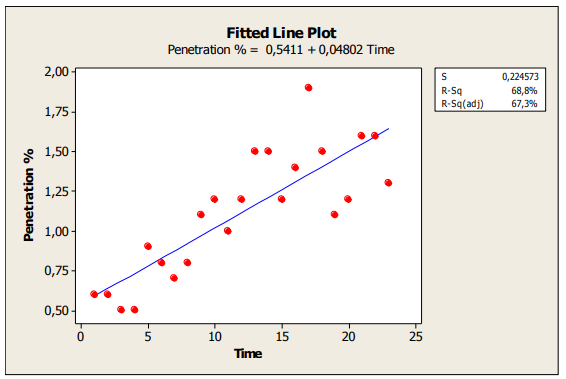 Fitted Line Plot
Penetration % = 0,5411 + 0,04802 Time
S 0,224573
R-Sq 68,8%
R-Sq(adj) 67,3%
2,00
1,75
1,50
1,25
1,00
0,75
0,50
Penetration %
0 5 10 15 20 25
Time